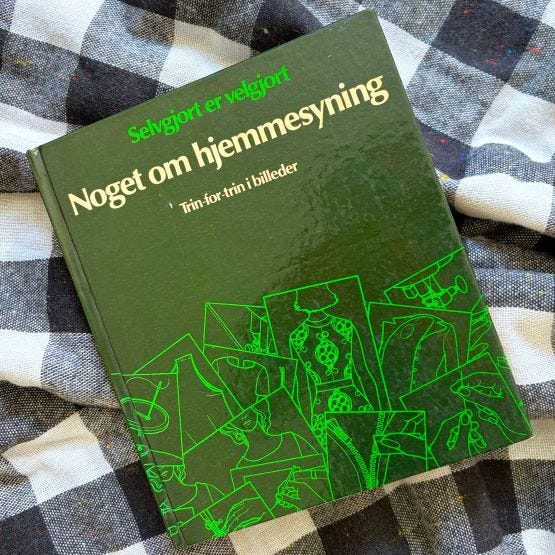 Selvgjort er velgjort
Noget om hjemmesyning
Trin-for-trin i billeder